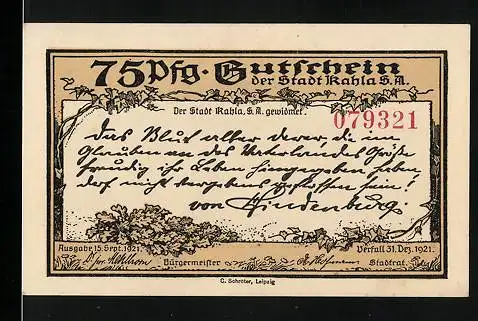 75 Pfg. Gutschein
der Stadt Kahla S.A.
Der Stadt Kahla, S.A. gewidmet.
079321
Das Blut aller derer, die im
Glauben an des Vaterlandes Größe
freudig ihr Leben hingegeben haben
darf nicht vergebens geflossen sein!
von Hindenburg.
Ausgabe 15. Sept. 1921. Verfall 31. Dez. 1921.
Bürgermeister Stadtrat.
C. Schröter, Leipzig